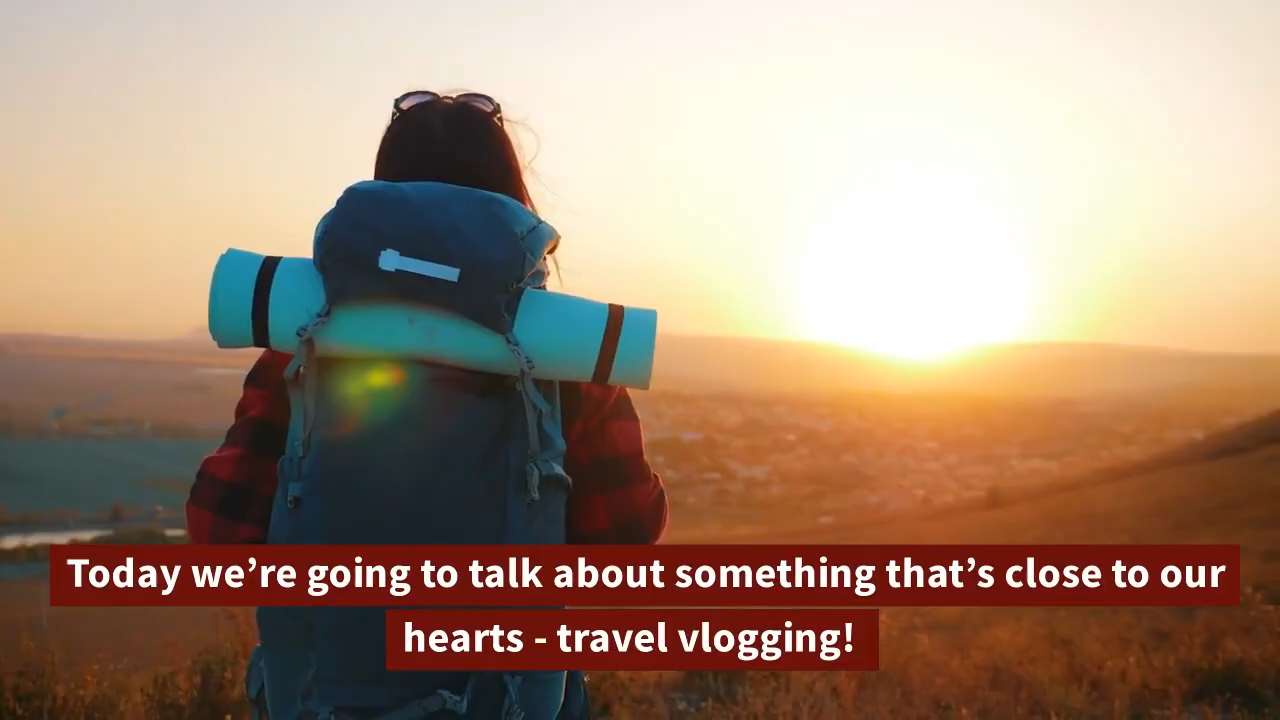 Today we’re going to talk about something that’s close to our
hearts - travel vlogging!